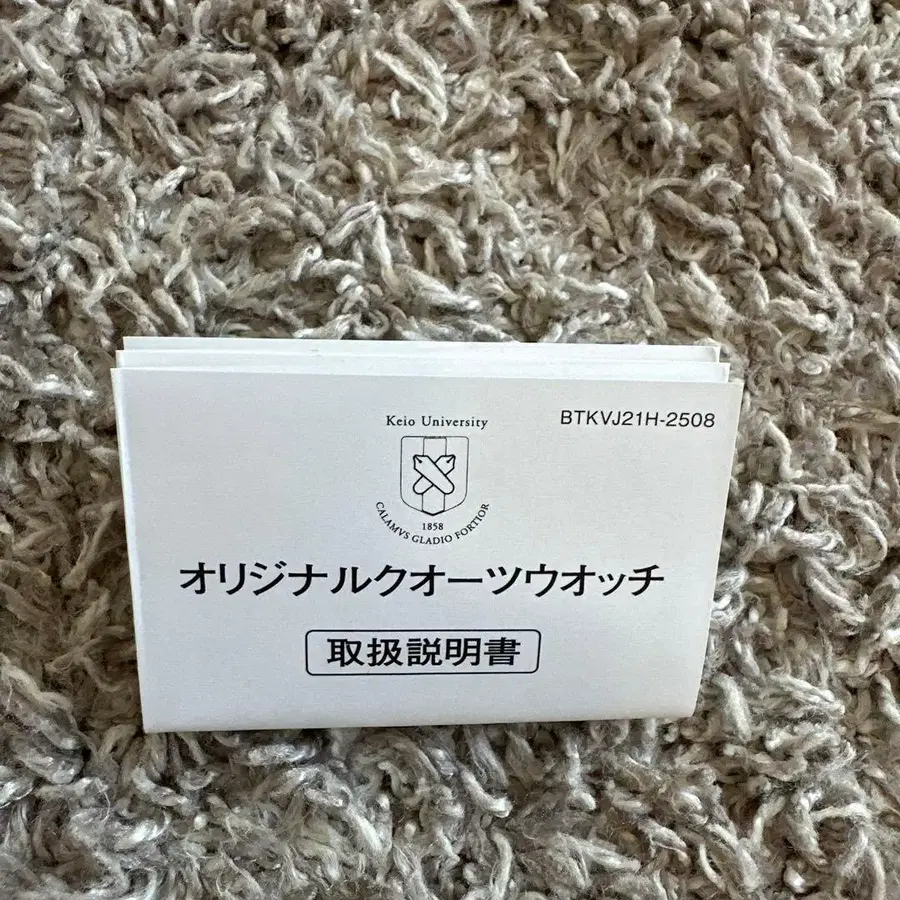 Keio University
BTKVJ21H-2508
1858
CALAMVS GLADIO FORTIOR
オリジナルクオーツウオッチ
取扱説明書